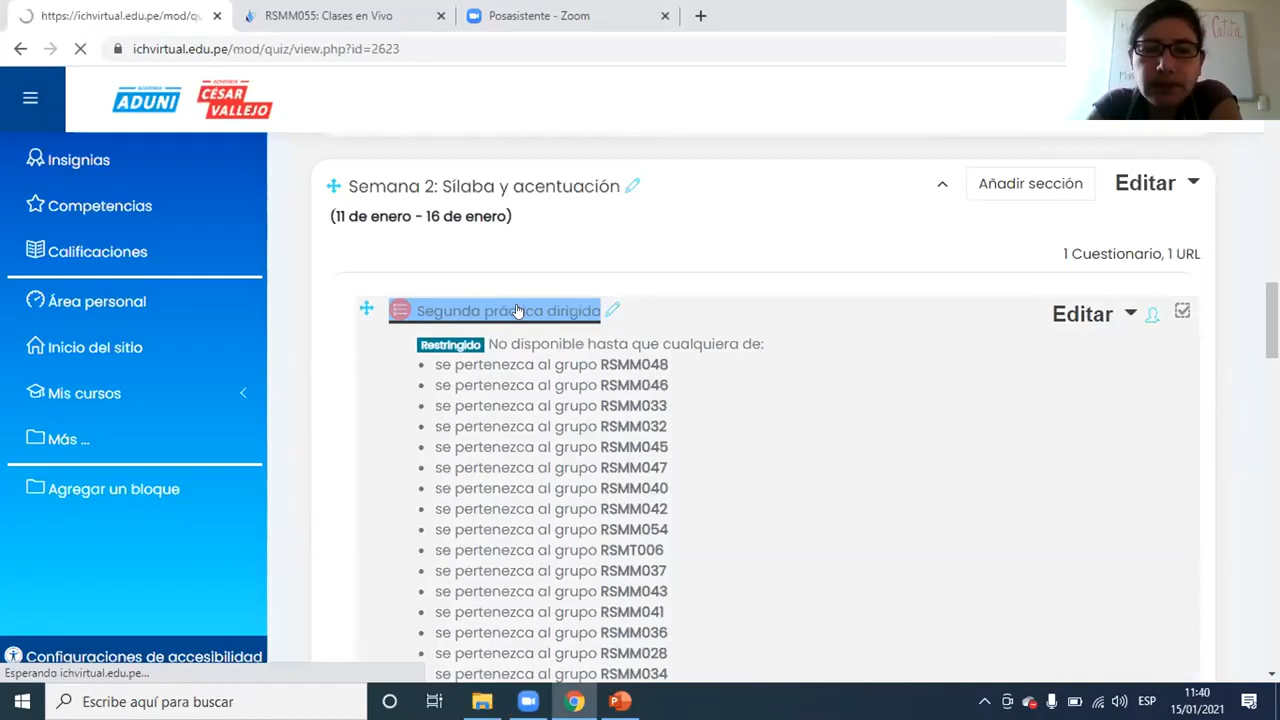 https://ichvirtual.edu.pe/mod/qu
RSMM055: Clases en Vivo
Posasistente - Zoom
ichvirtual.edu.pe/mod/quiz/view.php?id=2623
ACADEMIA
ADUNI
ACADEMIA
CÉSAR
VALLEJO
Insignias
Competencias
Calificaciones
Área personal
Inicio del sitio
Mis cursos
Más ...
Agregar un bloque
Configuraciones de accesibilidad
Esperando ichvirtual.edu.pe...
Semana 2: Sílaba y acentuación
Añadir sección
Editar
(11 de enero - 16 de enero)
1 Cuestionario, 1 URL
Segunda práctica dirigida
Editar
Restringido No disponible hasta que cualquiera de:
se pertenezca al grupo RSMM048
se pertenezca al grupo RSMM046
se pertenezca al grupo RSMM033
se pertenezca al grupo RSMM032
se pertenezca al grupo RSMM045
se pertenezca al grupo RSMM047
se pertenezca al grupo RSMM040
se pertenezca al grupo RSMM042
se pertenezca al grupo RSMM054
se pertenezca al grupo RSMT006
se pertenezca al grupo RSMM037
se pertenezca al grupo RSMM043
se pertenezca al grupo RSMM041
se pertenezca al grupo RSMM036
se pertenezca al grupo RSMM028
se pertenezca al grupo RSMM034
Escribe aquí para buscar
ESP
11:40
15/01/2021